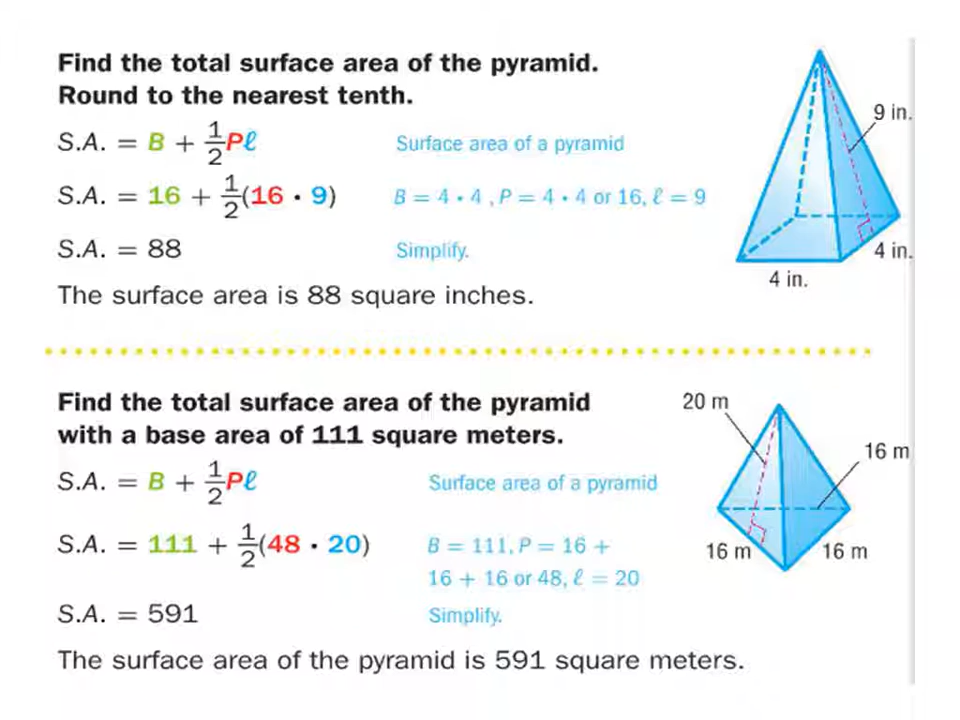 Find the total surface area of the pyramid.
Round to the nearest tenth.
S.A. = B + 1/2 Pℓ Surface area of a pyramid
S.A. = 16 + 1/2(16 • 9) B = 4 • 4 , P = 4 • 4 or 16, ℓ = 9
S.A. = 88 Simplify.
The surface area is 88 square inches.
9 in.
4 in.
4 in.
Find the total surface area of the pyramid
with a base area of 111 square meters.
S.A. = B + 1/2 Pℓ Surface area of a pyramid
S.A. = 111 + 1/2(48 • 20) B = 111, P = 16 +
16 + 16 or 48, ℓ = 20
S.A. = 591 Simplify.
The surface area of the pyramid is 591 square meters.
20 m
16 m
16 m
16 m